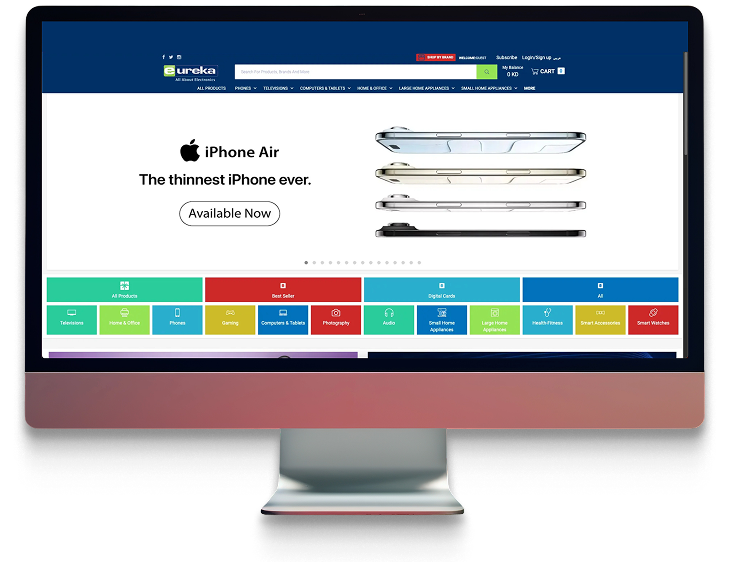 SHOP BY BRAND WELCOME GUEST Subscribe Login/Sign up عربي
eureka
All About Electronics
Search For Products, Brands And More
My Balance
0 KD
CART 0
ALL PRODUCTS PHONES TELEVISIONS COMPUTERS & TABLETS HOME & OFFICE LARGE HOME APPLIANCES SMALL HOME APPLIANCES MORE
iPhone Air
The thinnest iPhone ever.
Available Now
All Products Best Seller Digital Cards All
Televisions Home & Office Phones Gaming Computers & Tablets Photography Audio Small Home Appliances Large Home Appliances Health-Fitness Smart Accessories Smart Watches